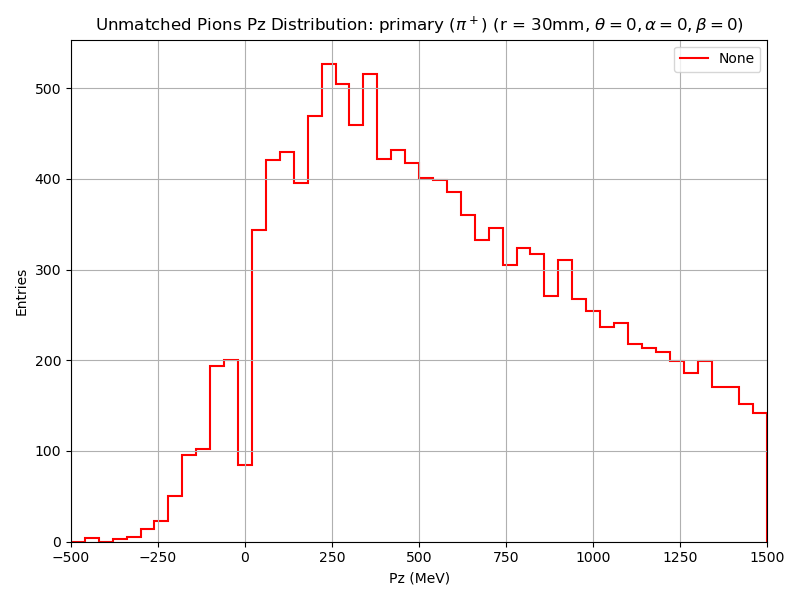 Unmatched Pions Pz Distribution: primary (π⁺) (r = 30mm, θ = 0, α = 0, β = 0)
None
Entries
500
400
300
200
100
0
−500 −250 0 250 500 750 1000 1250 1500
Pz (MeV)